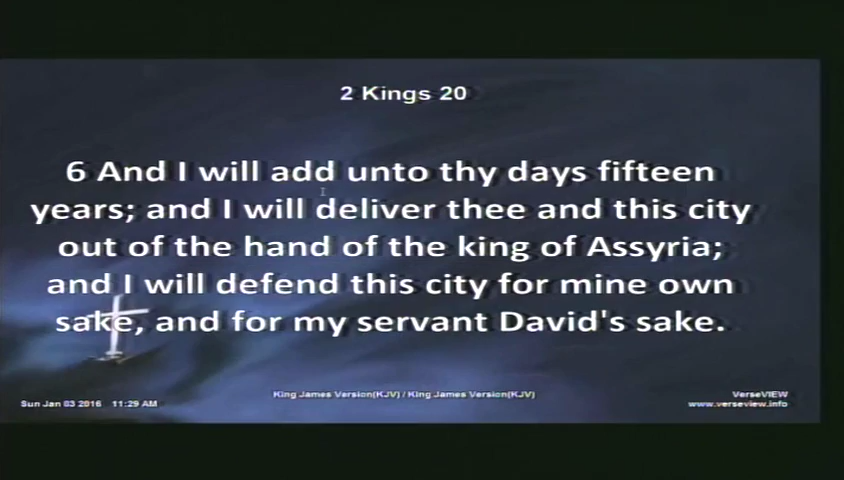 2 Kings 20
6 And I will add unto thy days fifteen
years; and I will deliver thee and this city
out of the hand of the king of Assyria;
and I will defend this city for mine own
sake, and for my servant David's sake.
Sun Jan 03 2016 11:29 AM
King James Version(KJV) / King James Version(KJV)
VerseVIEW
www.verseview.info